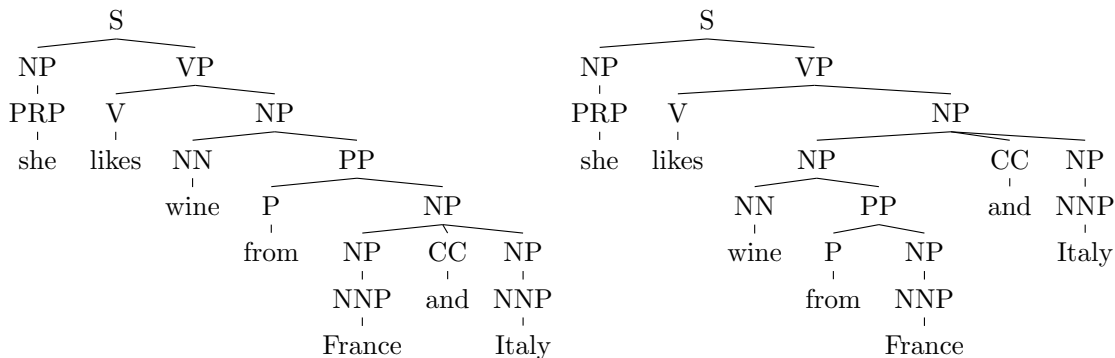 S S
NP VP NP VP
PRP V NP PRP V NP
she likes NN PP she likes NP CC NP
wine P NP NN PP and NNP
from NP CC NP wine P NP Italy
NNP and NNP from NNP
France Italy France